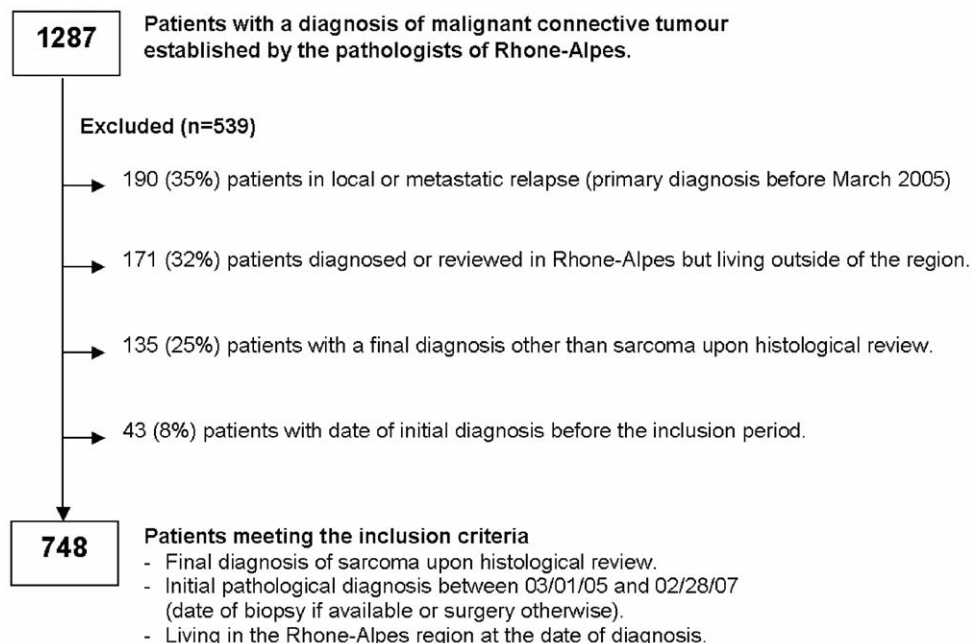 1287
Patients with a diagnosis of malignant connective tumour
established by the pathologists of Rhone-Alpes.
Excluded (n=539)
190 (35%) patients in local or metastatic relapse (primary diagnosis before March 2005)
171 (32%) patients diagnosed or reviewed in Rhone-Alpes but living outside of the region.
135 (25%) patients with a final diagnosis other than sarcoma upon histological review.
43 (8%) patients with date of initial diagnosis before the inclusion period.
748
Patients meeting the inclusion criteria
- Final diagnosis of sarcoma upon histological review.
- Initial pathological diagnosis between 03/01/05 and 02/28/07
(date of biopsy if available or surgery otherwise).
- Living in the Rhone-Alpes region at the date of diagnosis.